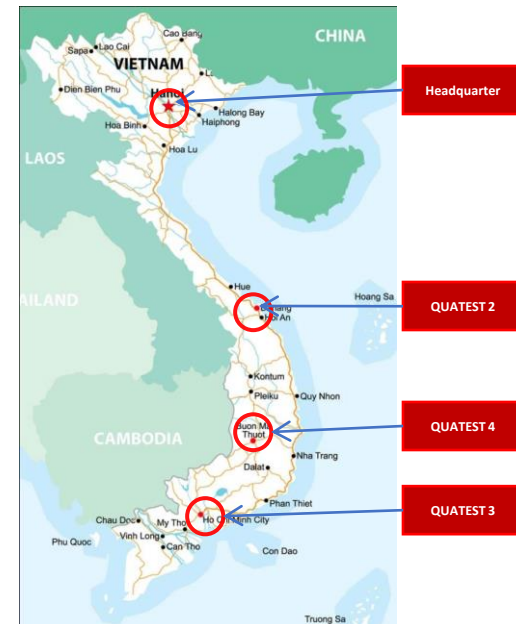 Cao Bang
CHINA
Sapa
Lao Cai
VIETNAM
Dien Bien Phu
Hanoi
Headquarter
Halong Bay
Haiphong
Hoa Binh
Hoa Lu
LAOS
Hue
Hoang Sa
AILAND
QUATEST 2
Hoi An
Kontum
Pleiku
Quy Nhon
Buon Ma
Thuot
QUATEST 4
CAMBODIA
Nha Trang
Dalat
Phan Thiet
QUATEST 3
Chau Doc
My Tho
Ho Chi Minh City
Phu Quoc
Vinh Long
Can Tho
Con Dao
Truong Sa